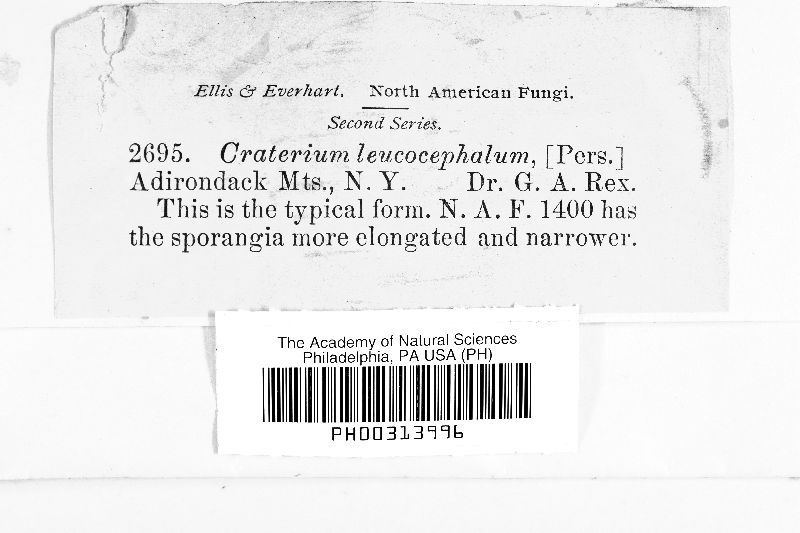 Ellis & Everhart. North American Fungi.
Second Series.
2695. Craterium leucocephalum, [Pers.]
Adirondack Mts., N. Y. Dr. G. A. Rex.
This is the typical form. N. A. F. 1400 has
the sporangia more elongated and narrower.
The Academy of Natural Sciences
Philadelphia, PA USA (PH)
PH00313996